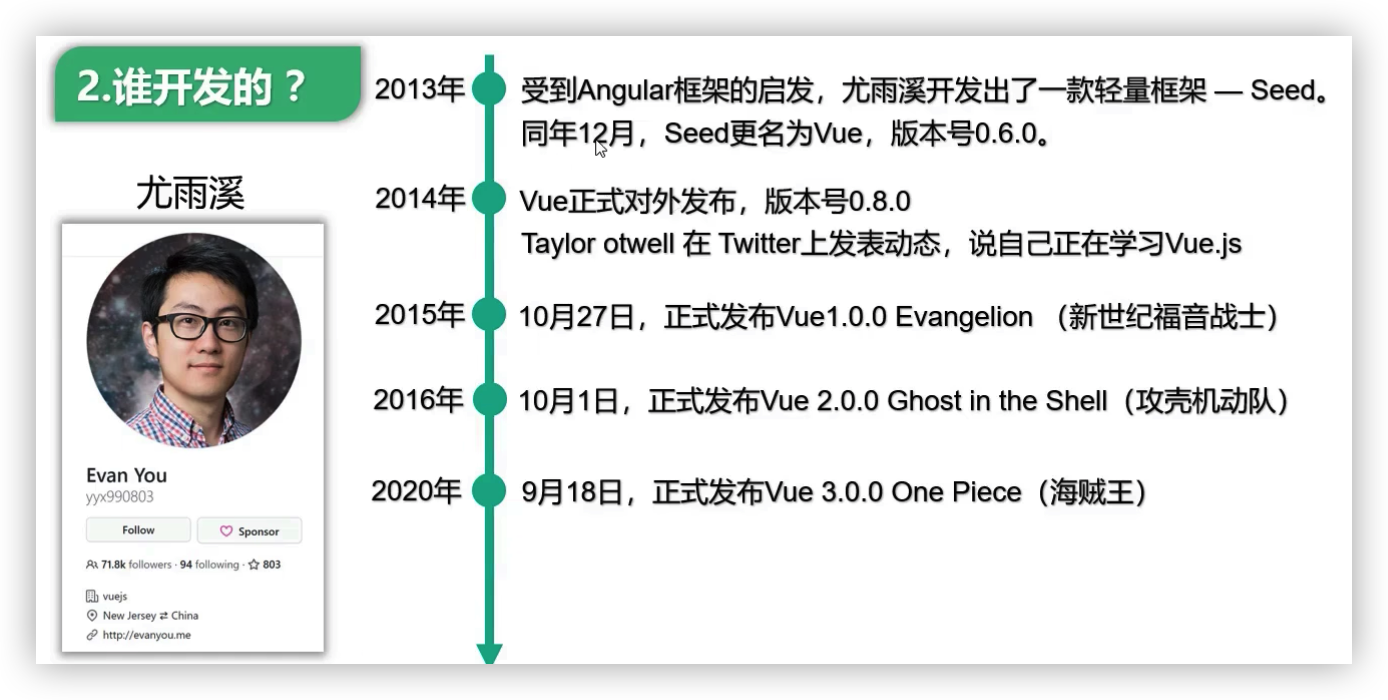 2.谁开发的？
尤雨溪
Evan You
yyx990803
Follow
Sponsor
71.8k followers · 94 following · 803
vuejs
New Jersey ⇄ China
http://evanyou.me
2013年
受到Angular框架的启发，尤雨溪开发出了一款轻量框架 — Seed。
同年12月，Seed更名为Vue，版本号0.6.0。
2014年
Vue正式对外发布，版本号0.8.0
Taylor otwell 在 Twitter上发表动态，说自己正在学习Vue.js
2015年
10月27日，正式发布Vue1.0.0 Evangelion （新世纪福音战士）
2016年
10月1日，正式发布Vue 2.0.0 Ghost in the Shell（攻壳机动队）
2020年
9月18日，正式发布Vue 3.0.0 One Piece（海贼王）